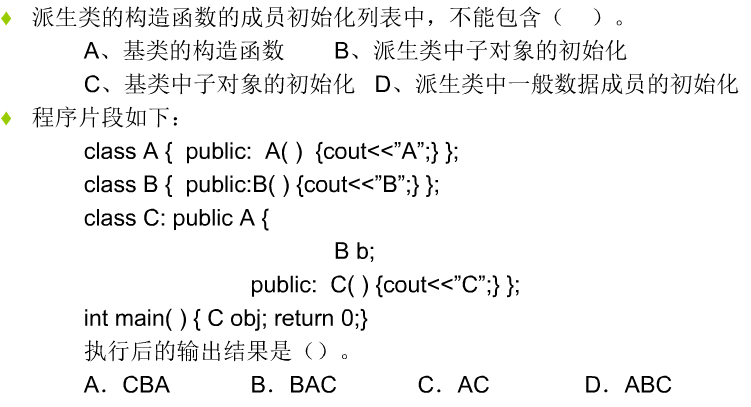 派生类的构造函数的成员初始化列表中，不能包含（ ）。
A、基类的构造函数 B、派生类中子对象的初始化
C、基类中子对象的初始化 D、派生类中一般数据成员的初始化
程序片段如下：
class A { public: A( ) {cout<<”A”;} };
class B { public:B( ) {cout<<”B”;} };
class C: public A {
B b;
public: C( ) {cout<<”C”;} };
int main( ) { C obj; return 0;}
执行后的输出结果是（）。
A．CBA B．BAC C．AC D．ABC